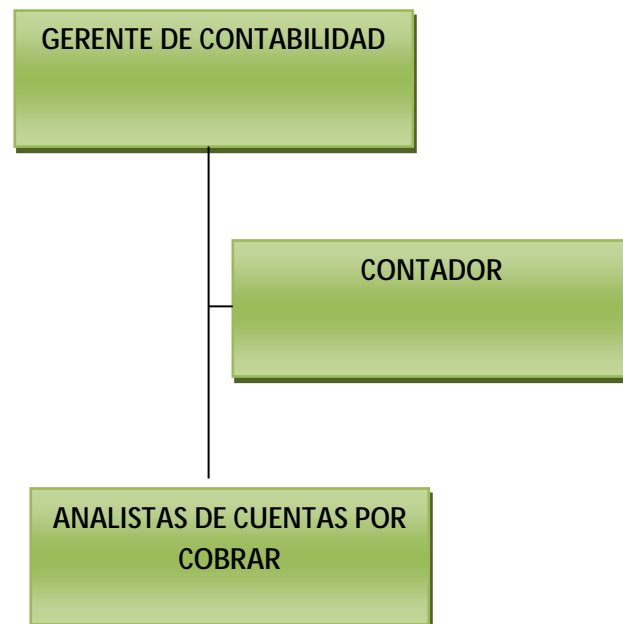 GERENTE DE CONTABILIDAD
CONTADOR
ANALISTAS DE CUENTAS POR
COBRAR